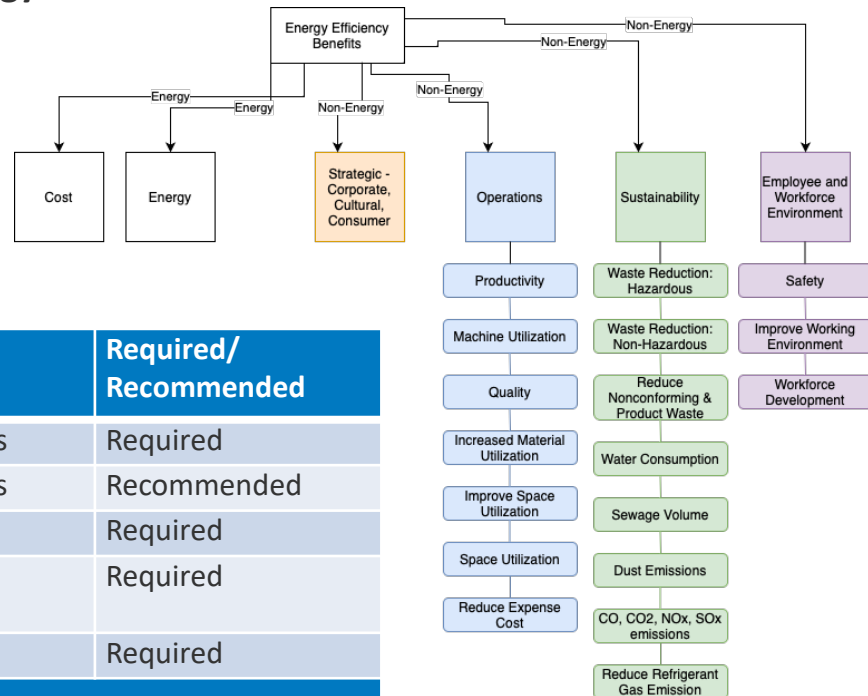 Energy Efficiency
Benefits
Non-Energy
Non-Energy
Non-Energy
Energy
Energy
Non-Energy
Cost
Energy
Strategic -
Corporate,
Cultural,
Consumer
Operations
Sustainability
Employee and
Workforce
Environment
Productivity
Machine Utilization
Quality
Increased Material
Utilization
Improve Space
Utilization
Space Utilization
Reduce Expense
Cost
Waste Reduction:
Hazardous
Waste Reduction:
Non-Hazardous
Reduce
Nonconforming &
Product Waste
Water Consumption
Sewage Volume
Dust Emissions
CO, CO2, NOx, SOx
emissions
Reduce Refrigerant
Gas Emission
Safety
Improve Working
Environment
Workforce
Development
Required/
Recommended
s Required
s Recommended
Required
Required
Required